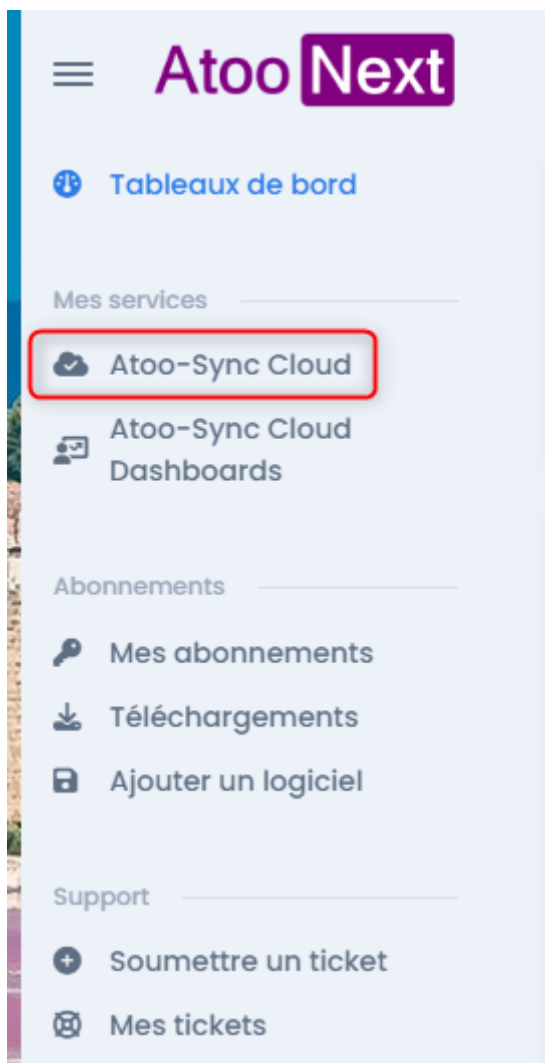 Atoo Next
Tableaux de bord
Mes services
Atoo-Sync Cloud
Atoo-Sync Cloud
Dashboards
Abonnements
Mes abonnements
Téléchargements
Ajouter un logiciel
Support
Soumettre un ticket
Mes tickets